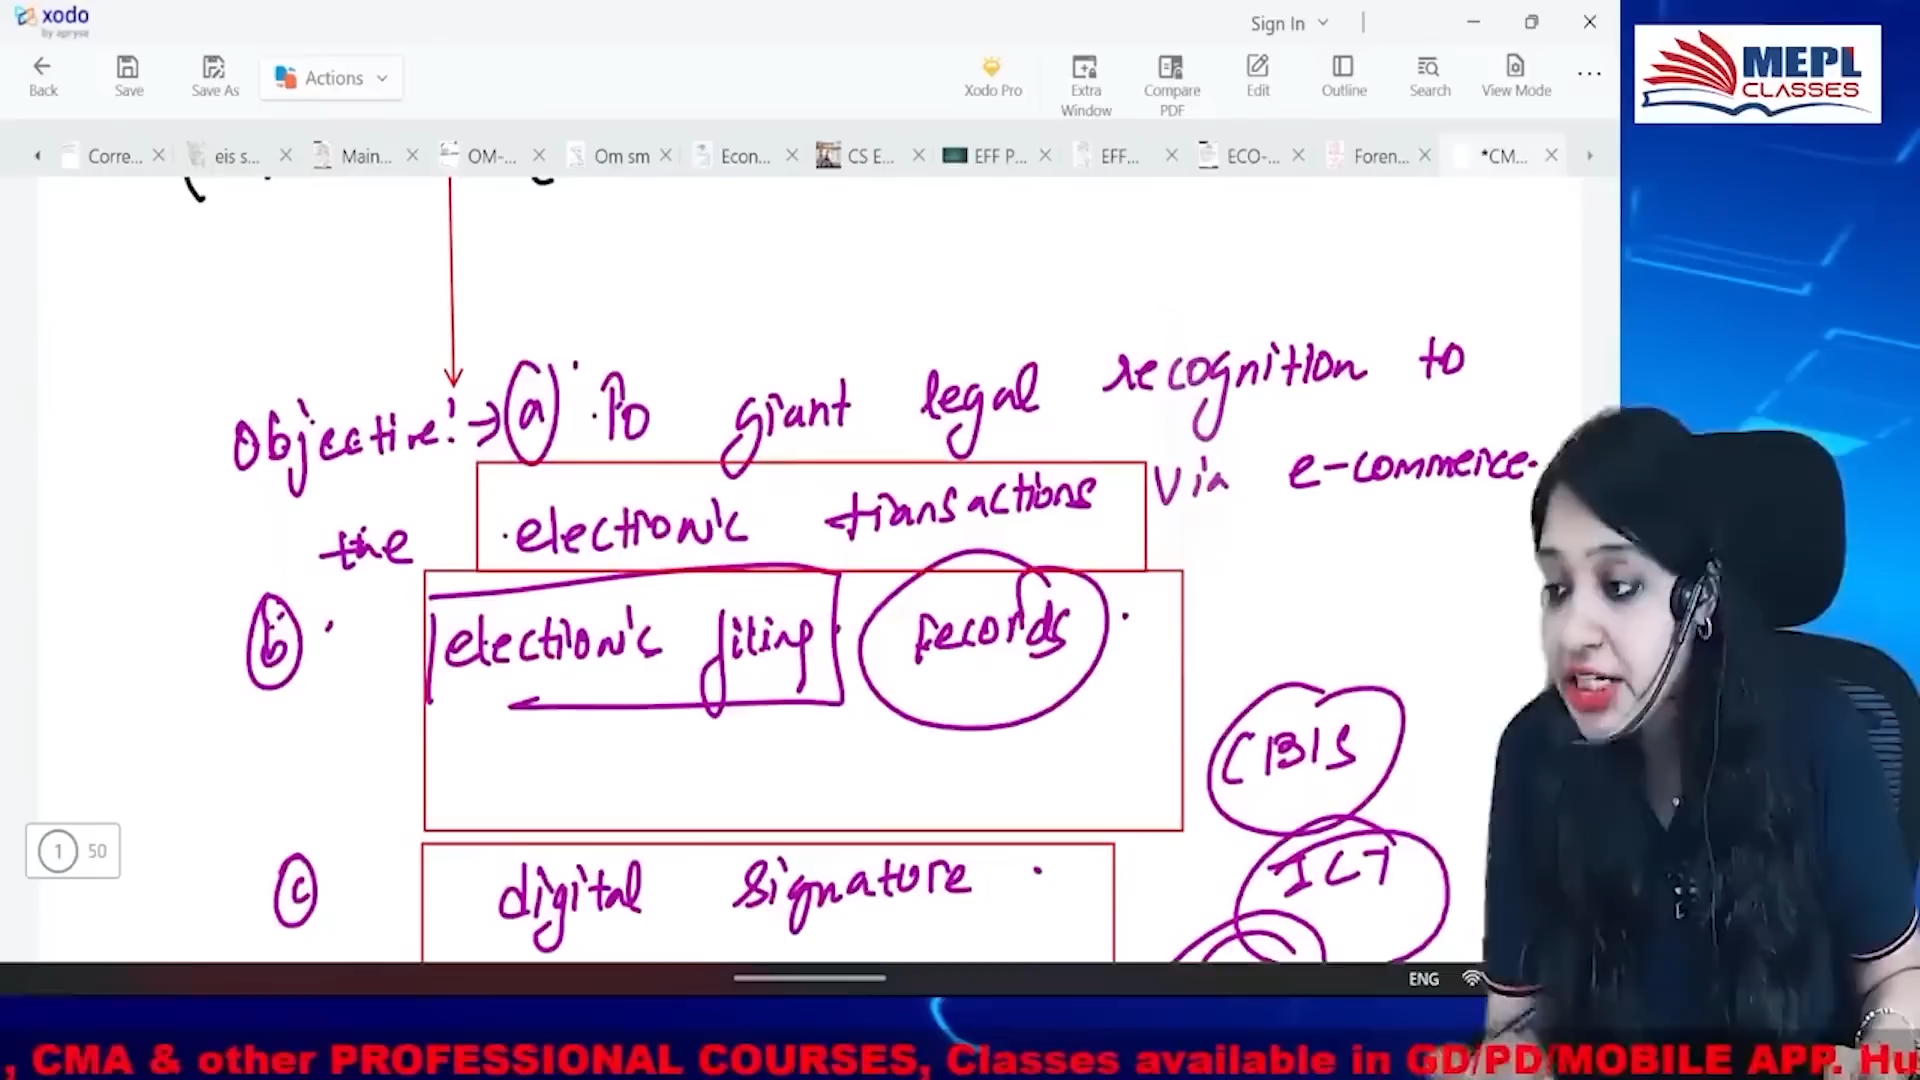 xodo
by apryse
Sign In
Back
Save
Save As
Actions
Xodo Pro
Extra Window
Compare PDF
Edit
Outline
Search
View Mode
Corre...
eis s...
Main...
OM-...
Om sm
Econ...
CS E...
EFF P...
EFF...
ECO-...
Foren...
*CM...
MEPL
CLASSES
Objective:→ (a) To grant legal recognition to
the electronic transactions via e-commerce.
(b) electronic filing records
CBIS
(c) digital signature
ICT
1 50
ENG
, CMA & other PROFESSIONAL COURSES, Classes available in GD/PD/MOBILE APP. Hu